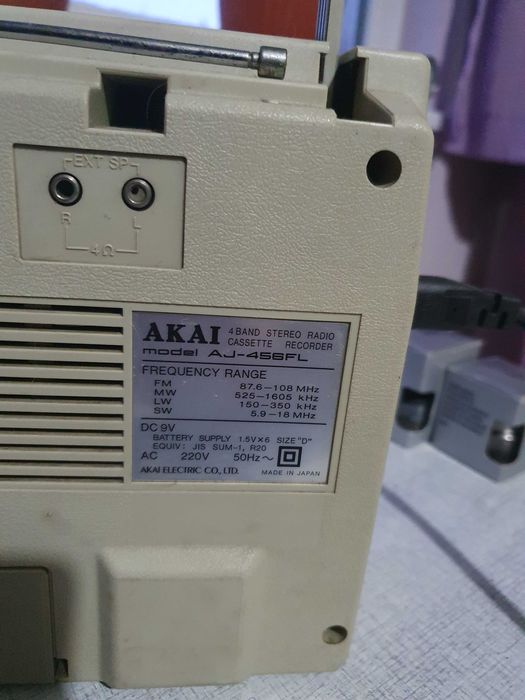 EXT SP
R L
4Ω
AKAI 4 BAND STEREO RADIO
CASSETTE RECORDER
model AJ-456FL
FREQUENCY RANGE
FM 87.6-108 MHz
MW 525-1605 kHz
LW 150-350 kHz
SW 5.9-18 MHz
DC 9V
BATTERY SUPPLY 1.5V×6 SIZE "D"
EQUIV: JIS SUM-1, R20
AC 220V 50Hz ~
AKAI ELECTRIC CO., LTD. MADE IN JAPAN